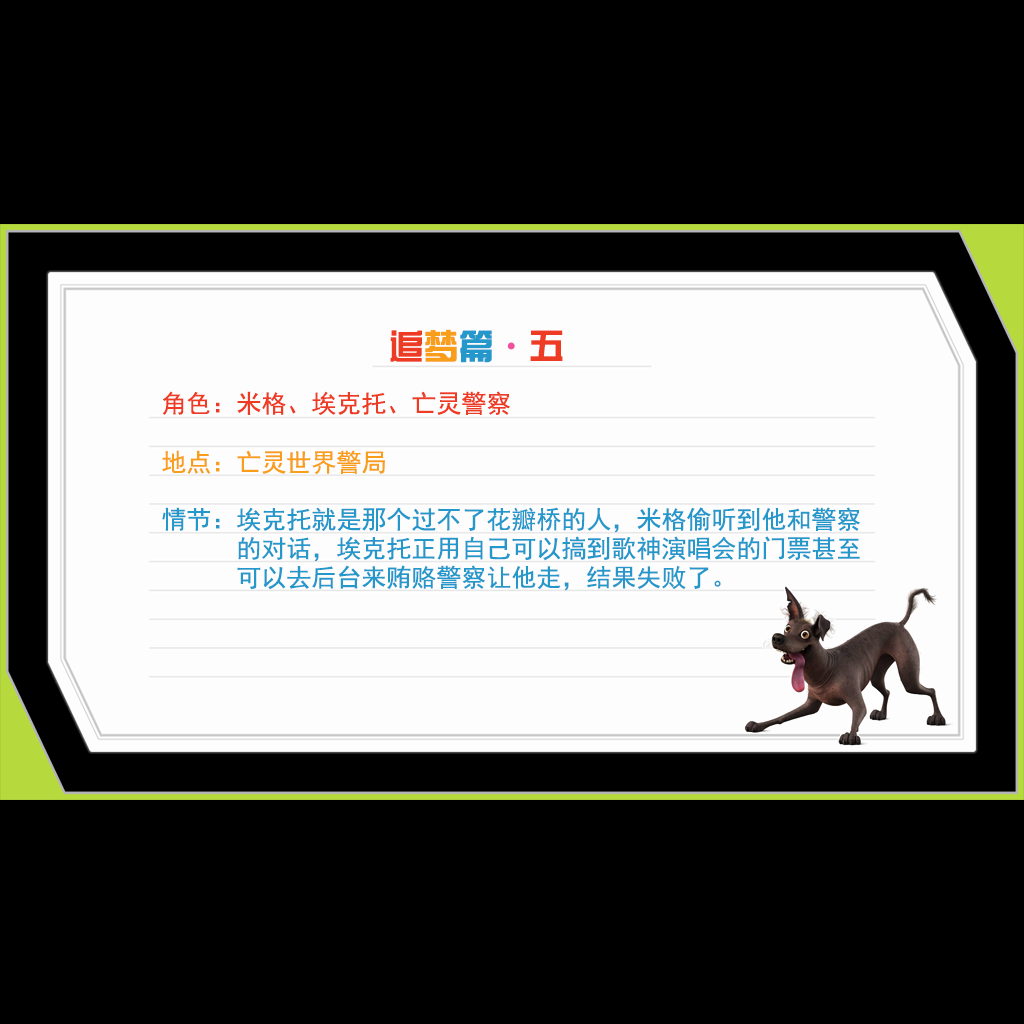 追梦篇·五
角色：米格、埃克托、亡灵警察
地点：亡灵世界警局
情节：埃克托就是那个过不了花瓣桥的人，米格偷听到他和警察
的对话，埃克托正用自己可以搞到歌神演唱会的门票甚至
可以去后台来贿赂警察让他走，结果失败了。